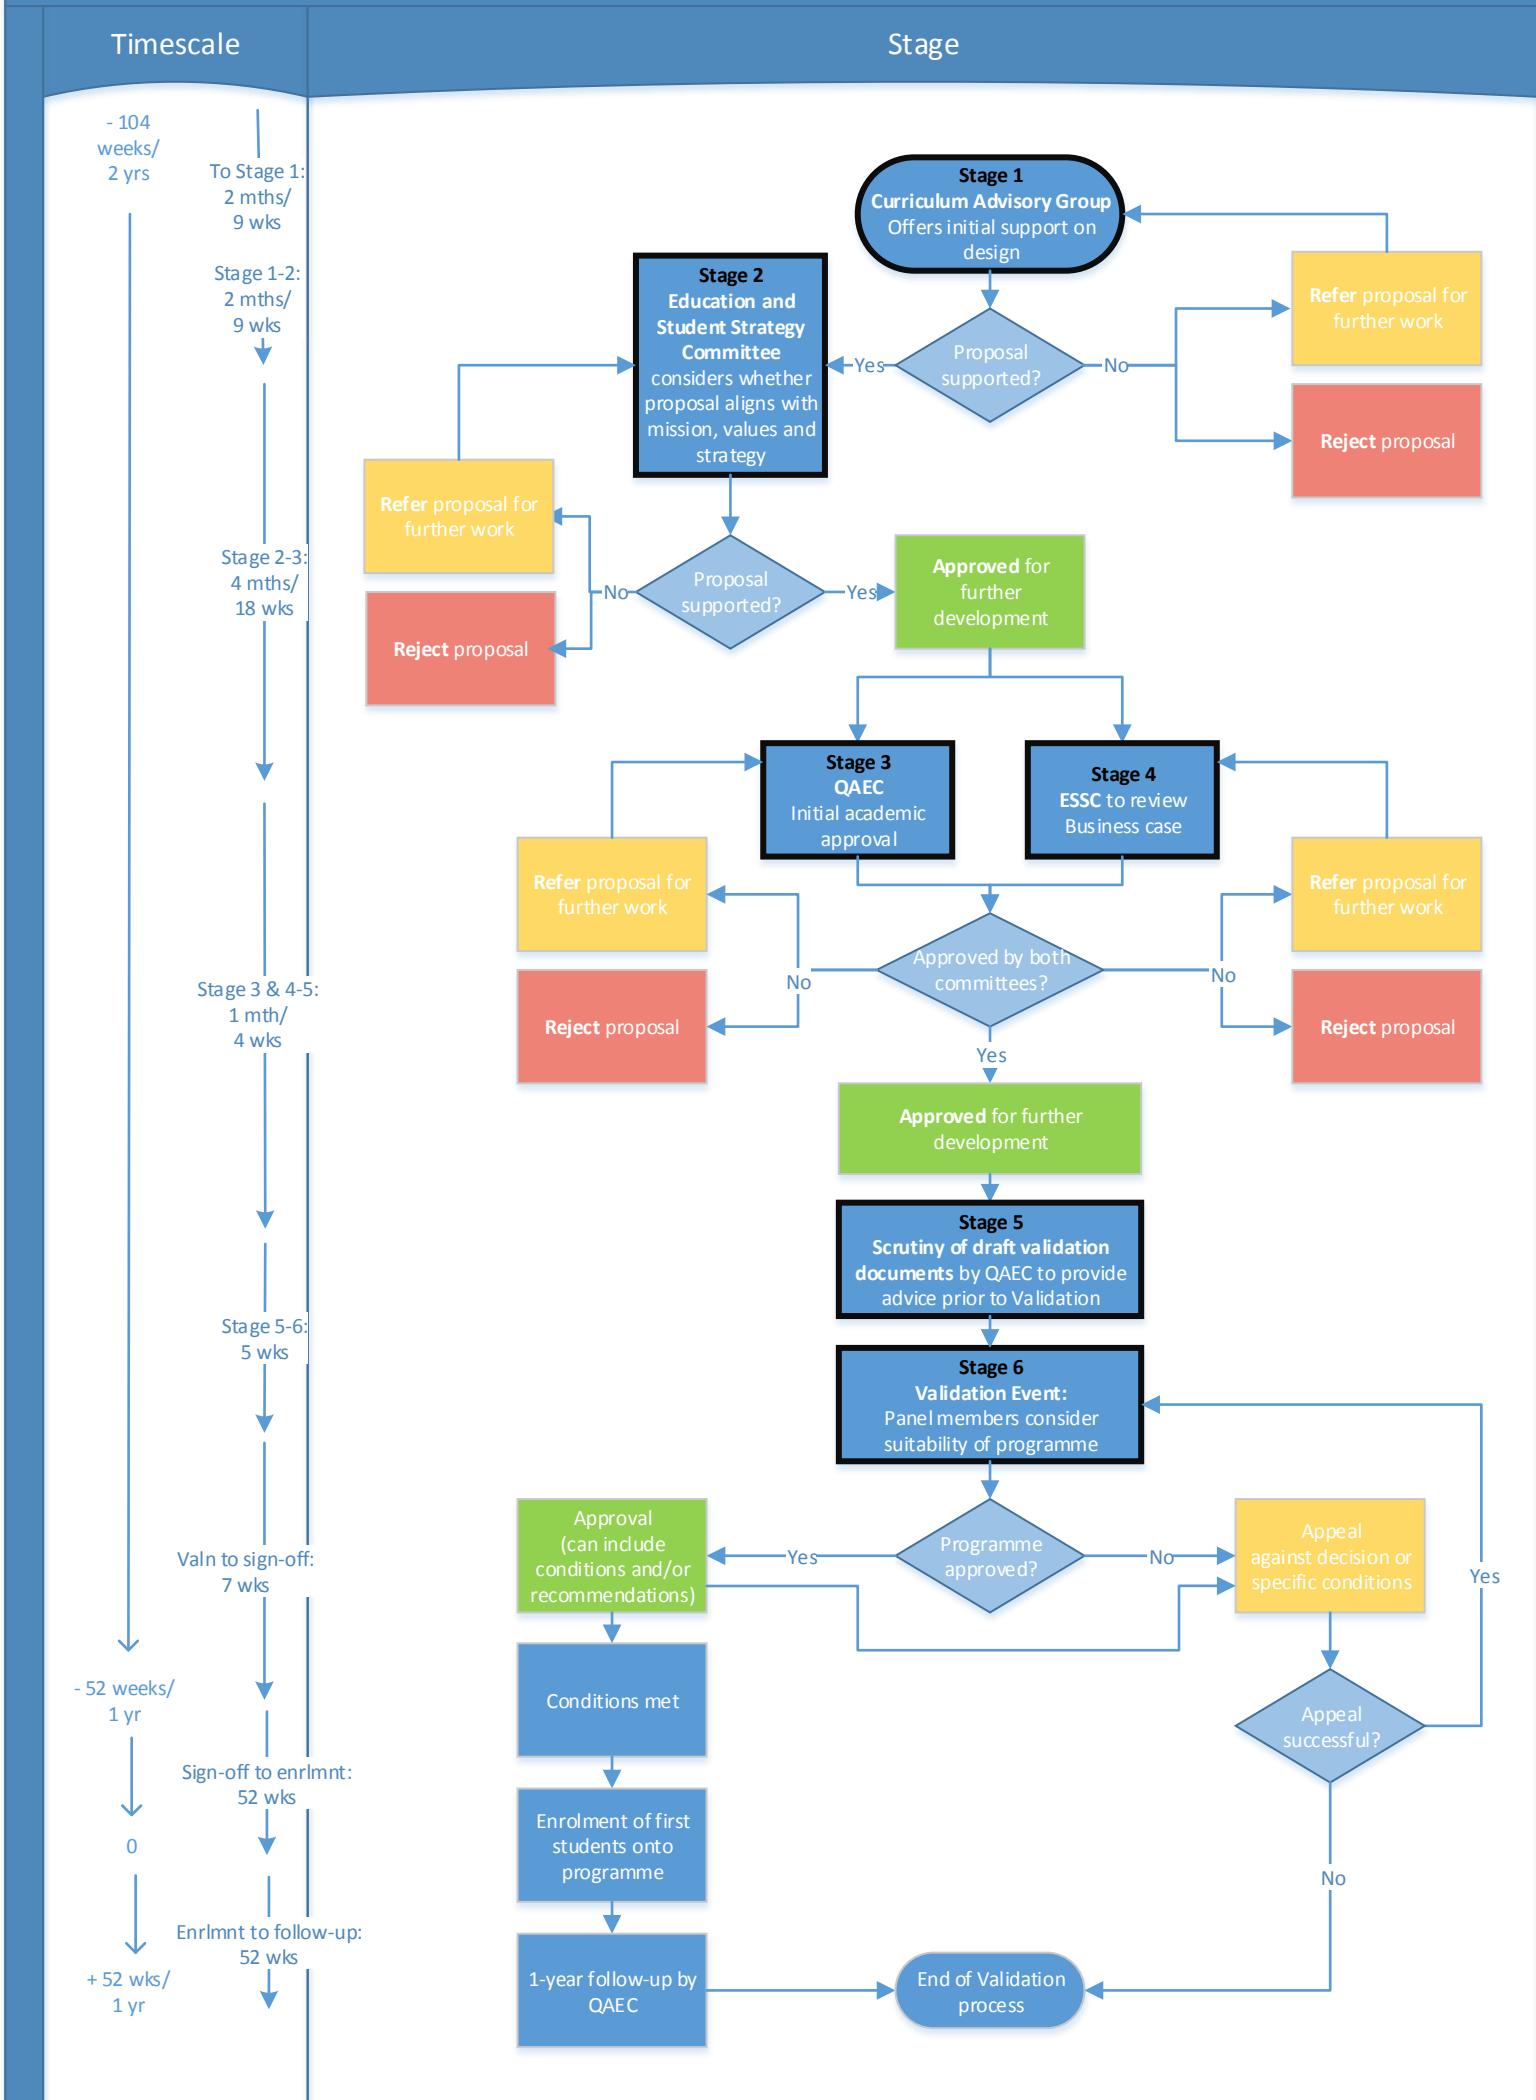 Timescale
Stage
- 104
weeks/
2 yrs
To Stage 1:
2 mths/
9 wks
Stage 1-2:
2 mths/
9 wks
Stage 2-3:
4 mths/
18 wks
Stage 3 & 4-5:
1 mth/
4 wks
Stage 5-6:
5 wks
Valn to sign-off:
7 wks
- 52 weeks/
1 yr
Sign-off to enrlmnt:
52 wks
0
Enrlmnt to follow-up:
52 wks
+ 52 wks/
1 yr
Stage 1
Curriculum Advisory Group
Offers initial support on
design
Refer proposal for
further work
Proposal
supported?
Yes
No
Reject proposal
Stage 2
Education and
Student Strategy
Committee
considers whether
proposal aligns with
mission, values and
strategy
Refer proposal for
further work
Proposal
supported?
No
Yes
Reject proposal
Approved for
further
development
Stage 3
QAEC
Initial academic
approval
Stage 4
ESSC to review
Business case
Refer proposal for
further work
Refer proposal for
further work
Approved by both
committees?
No
No
Reject proposal
Reject proposal
Yes
Approved for further
development
Stage 5
Scrutiny of draft validation
documents by QAEC to provide
advice prior to Validation
Stage 6
Validation Event:
Panel members consider
suitability of programme
Approval
(can include
conditions and/or
recommendations)
Yes
Programme
approved?
No
Appeal
against decision or
specific conditions
Yes
Conditions met
Appeal
successful?
Enrolment of first
students onto
programme
No
1-year follow-up by
QAEC
End of Validation
process